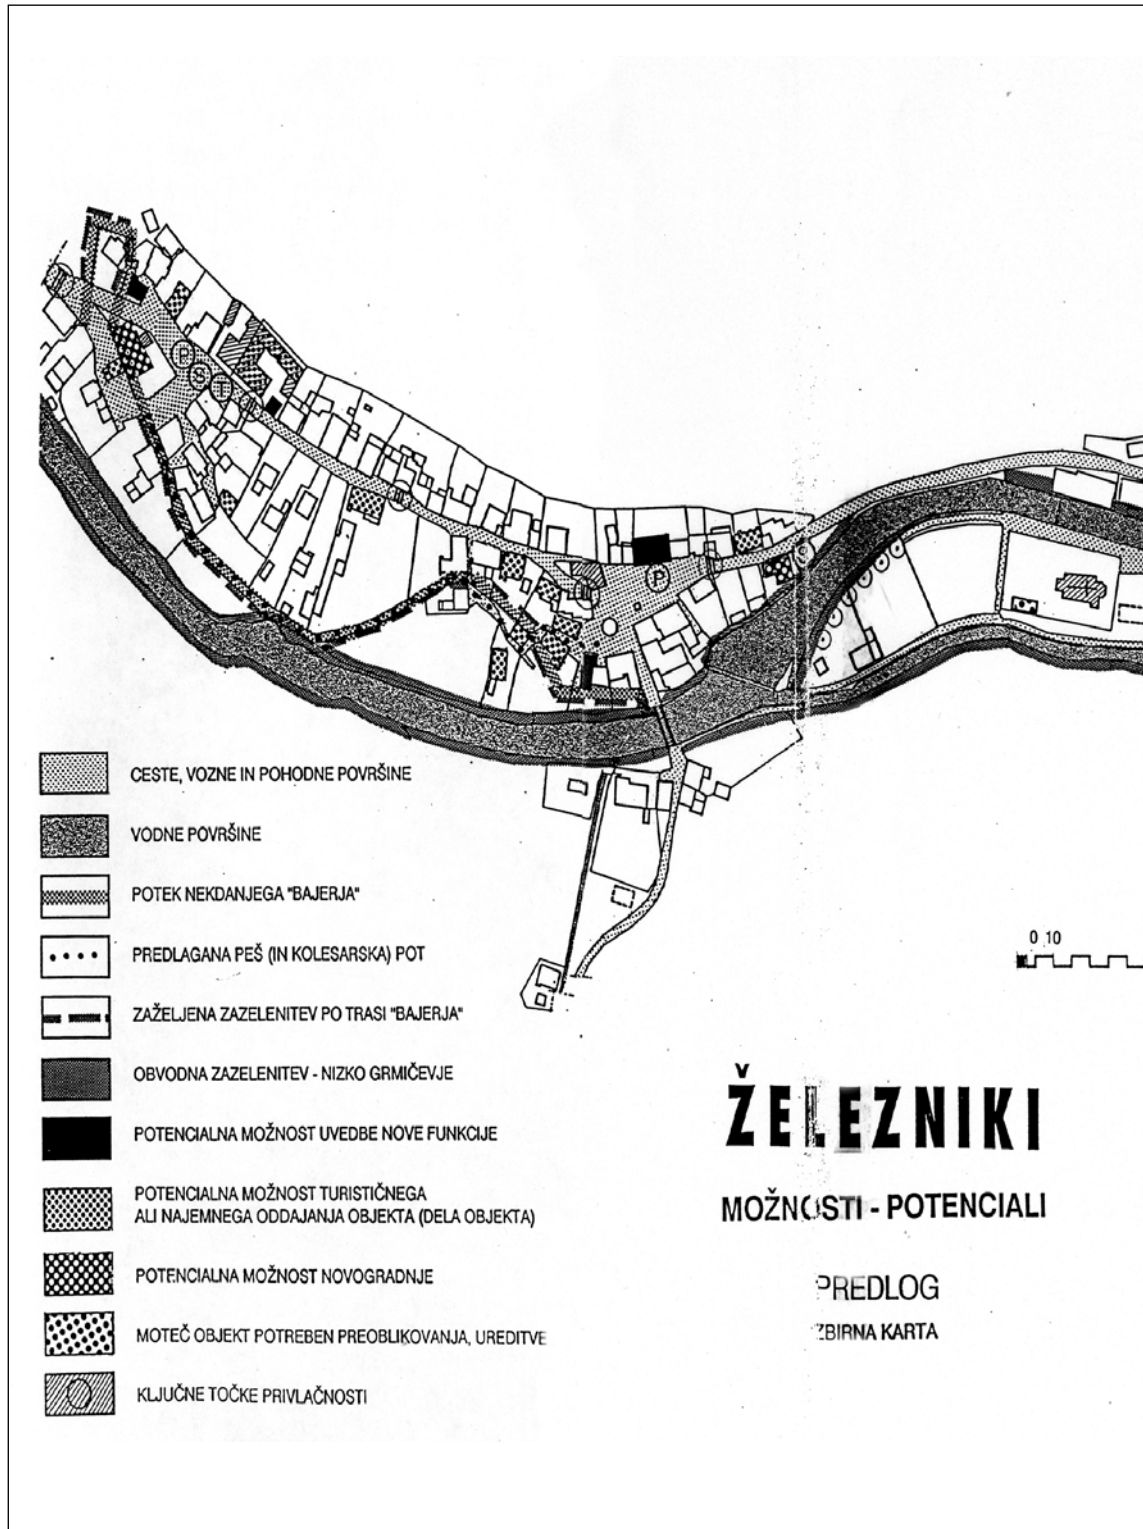 P
S
T
P
S
CESTE, VOZNE IN POHODNE POVRŠINE
VODNE POVRŠINE
POTEK NEKDANJEGA "BAJERJA"
PREDLAGANA PEŠ (IN KOLESARSKA) POT
ZAŽELJENA ZAZELENITEV PO TRASI "BAJERJA"
OBVODNA ZAZELENITEV - NIZKO GRMIČEVJE
POTENCIALNA MOŽNOST UVEDBE NOVE FUNKCIJE
POTENCIALNA MOŽNOST TURISTIČNEGA
ALI NAJEMNEGA ODDAJANJA OBJEKTA (DELA OBJEKTA)
POTENCIALNA MOŽNOST NOVOGRADNJE
MOTEČ OBJEKT POTREBEN PREOBLIKOVANJA, UREDITVE
KLJUČNE TOČKE PRIVLAČNOSTI
0 10
ŽELEZNIKI
MOŽNOSTI - POTENCIALI
PREDLOG
ZBIRNA KARTA